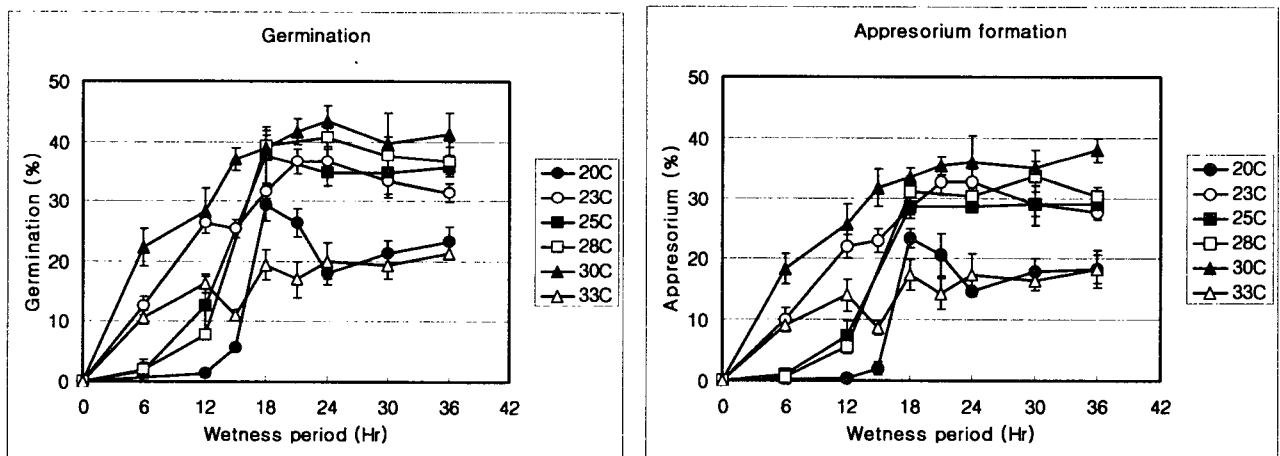 Germination
Germination (%)
50
40
30
20
10
0
0 6 12 18 24 30 36 42
Wetness period (Hr)
20C
23C
25C
28C
30C
33C
Appresorium formation
Appresorium (%)
50
40
30
20
10
0
0 6 12 18 24 30 36 42
Wetness period (Hr)
20C
23C
25C
28C
30C
33C